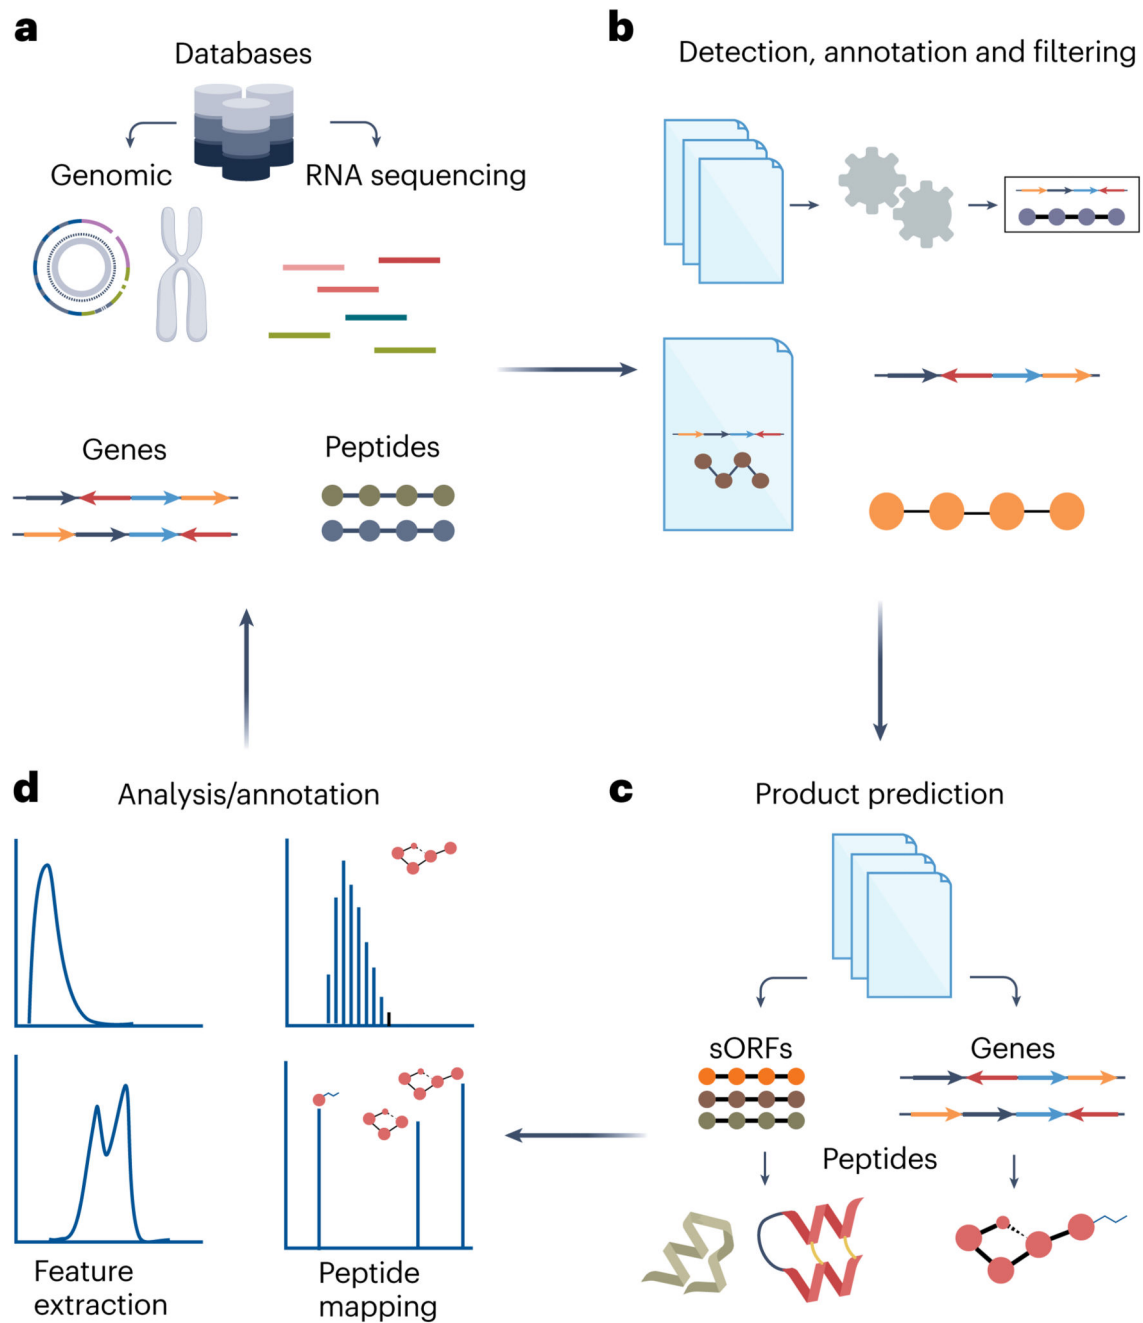 a
Databases
Genomic
RNA sequencing
Genes
Peptides
b
Detection, annotation and filtering
c
Product prediction
sORFs
Genes
Peptides
d
Analysis/annotation
Feature
extraction
Peptide
mapping